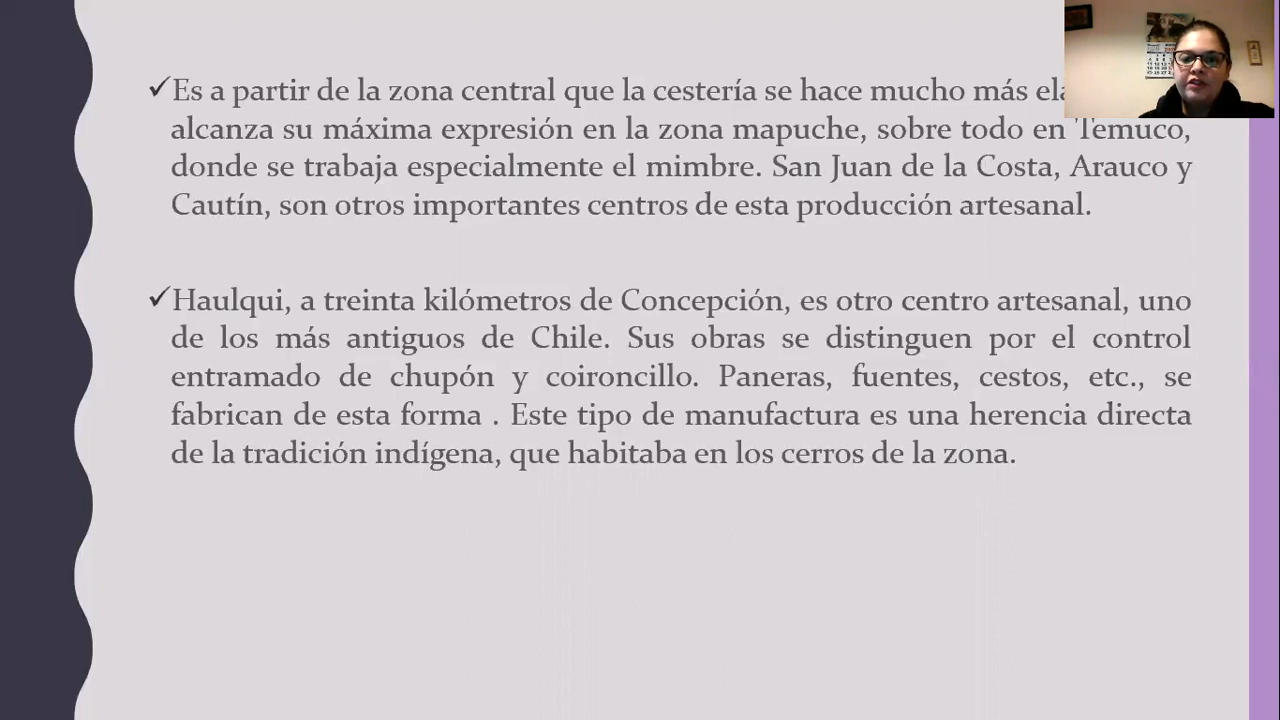 ✓Es a partir de la zona central que la cestería se hace mucho más
alcanza su máxima expresión en la zona mapuche, sobre todo en Temuco,
donde se trabaja especialmente el mimbre. San Juan de la Costa, Arauco y
Cautín, son otros importantes centros de esta producción artesanal.
✓Haulqui, a treinta kilómetros de Concepción, es otro centro artesanal, uno
de los más antiguos de Chile. Sus obras se distinguen por el control
entramado de chupón y coironcillo. Paneras, fuentes, cestos, etc., se
fabrican de esta forma . Este tipo de manufactura es una herencia directa
de la tradición indígena, que habitaba en los cerros de la zona.